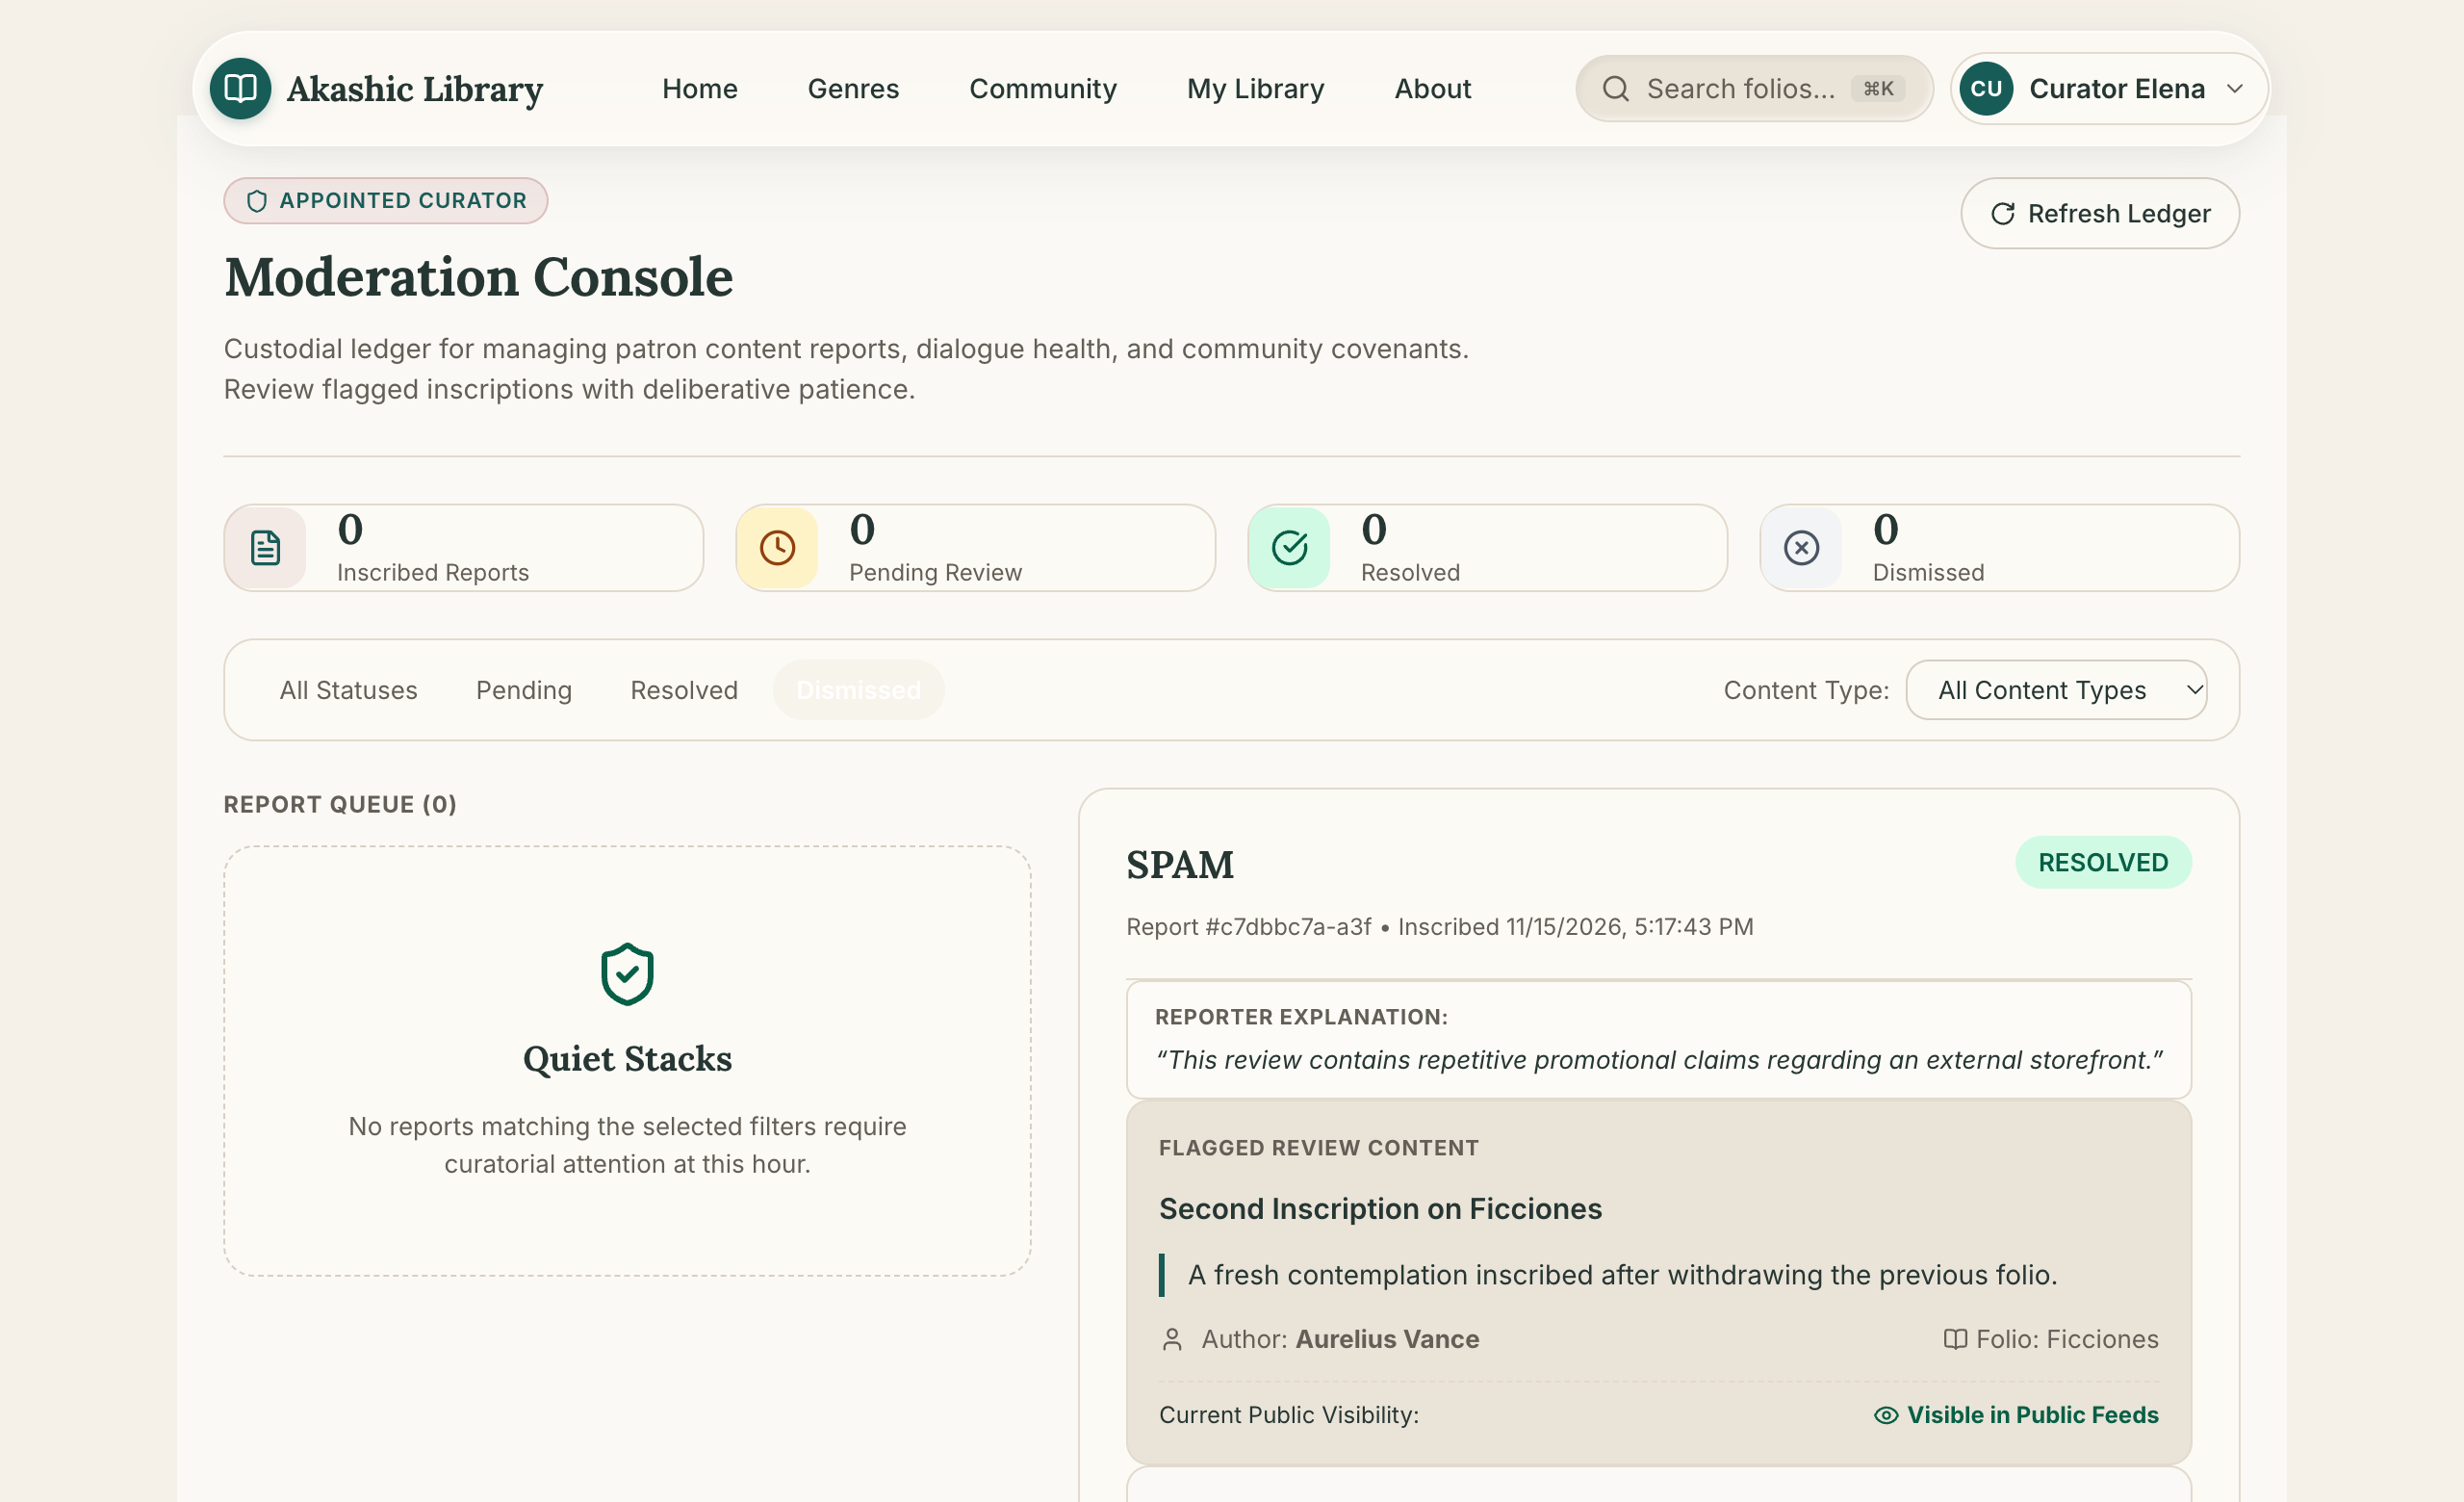 Akashic Library
Home
Genres
Community
My Library
About
Search folios...
⌘K
CU
Curator Elena
APPOINTED CURATOR
Refresh Ledger
Moderation Console
Custodial ledger for managing patron content reports, dialogue health, and community covenants.
Review flagged inscriptions with deliberative patience.
0
Inscribed Reports
0
Pending Review
0
Resolved
0
Dismissed
All Statuses
Pending
Resolved
Dismissed
Content Type:
All Content Types
REPORT QUEUE (0)
Quiet Stacks
No reports matching the selected filters require
curatorial attention at this hour.
SPAM
RESOLVED
Report #c7dbbc7a-a3f • Inscribed 11/15/2026, 5:17:43 PM
REPORTER EXPLANATION:
“This review contains repetitive promotional claims regarding an external storefront.”
FLAGGED REVIEW CONTENT
Second Inscription on Ficciones
A fresh contemplation inscribed after withdrawing the previous folio.
Author: Aurelius Vance
Folio: Ficciones
Current Public Visibility:
Visible in Public Feeds